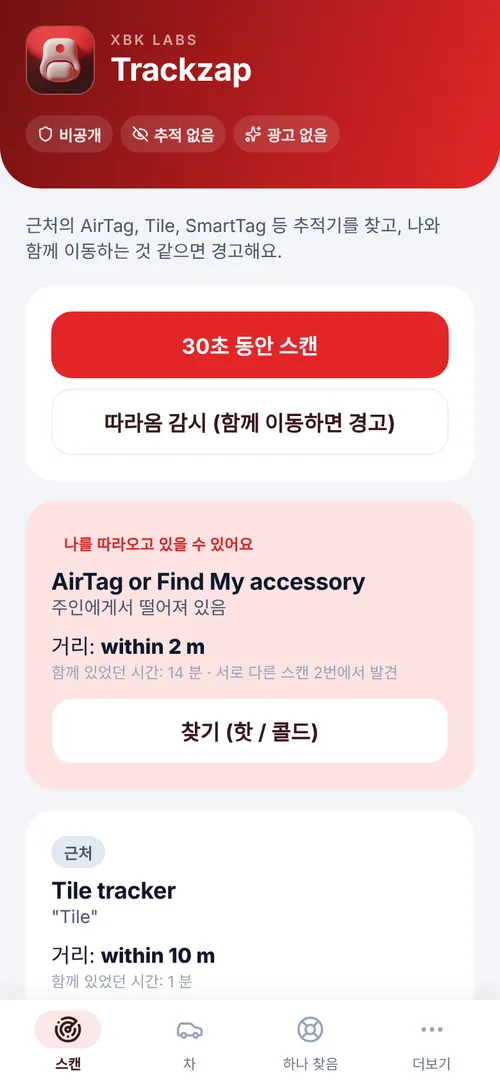 XBK LABS
Trackzap
비공개
추적 없음
광고 없음
근처의 AirTag, Tile, SmartTag 등 추적기를 찾고, 나와
함께 이동하는 것 같으면 경고해요.
30초 동안 스캔
따라옴 감시 (함께 이동하면 경고)
나를 따라오고 있을 수 있어요
AirTag or Find My accessory
주인에게서 떨어져 있음
거리: within 2 m
함께 있었던 시간: 14 분 · 서로 다른 스캔 2번에서 발견
찾기 (핫 / 콜드)
근처
Tile tracker
"Tile"
거리: within 10 m
함께 있었던 시간: 1 분
스캔
차
하나 찾음
더보기